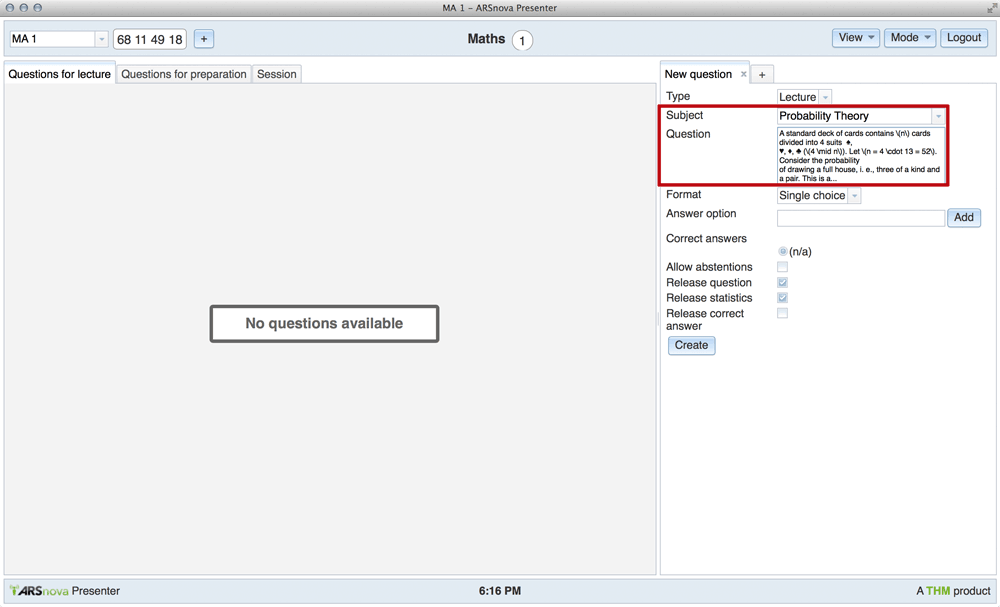 MA 1 – ARSnova Presenter
MA 1
68 11 49 18
+
Maths 1
View
Mode
Logout
Questions for lecture
Questions for preparation
Session
No questions available
New question ×
+
Type
Lecture
Subject
Probability Theory
Question
A standard deck of cards contains \(n\) cards
divided into 4 suits ♠,
♥, ♦, ♣ (\(4 \mid n\)). Let \(n = 4 \cdot 13 = 52\).
Consider the probability
of drawing a full house, i. e., three of a kind and
a pair. This is a...
Format
Single choice
Answer option
Add
Correct answers
(n/a)
Allow abstentions
Release question
Release statistics
Release correct
answer
Create
ARSnova Presenter
6:16 PM
A THM product